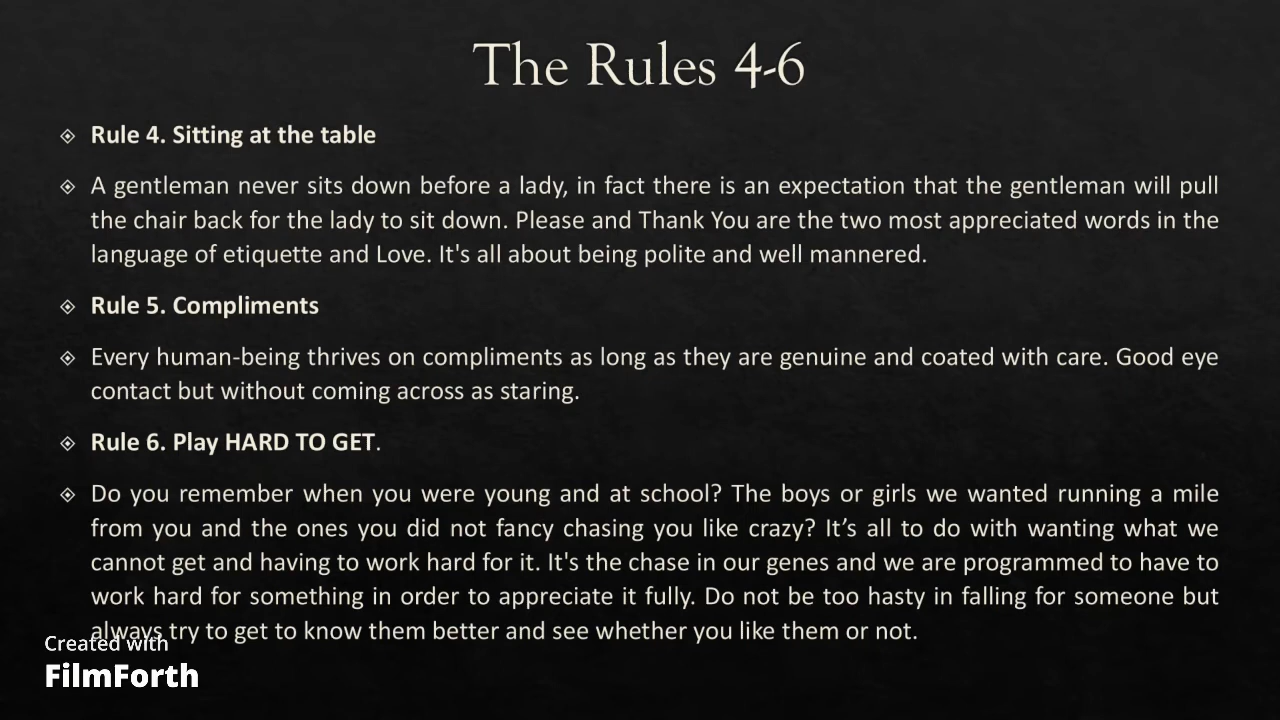 The Rules 4-6
Rule 4. Sitting at the table
A gentleman never sits down before a lady, in fact there is an expectation that the gentleman will pull
the chair back for the lady to sit down. Please and Thank You are the two most appreciated words in the
language of etiquette and Love. It's all about being polite and well mannered.
Rule 5. Compliments
Every human-being thrives on compliments as long as they are genuine and coated with care. Good eye
contact but without coming across as staring.
Rule 6. Play HARD TO GET.
Do you remember when you were young and at school? The boys or girls we wanted running a mile
from you and the ones you did not fancy chasing you like crazy? It’s all to do with wanting what we
cannot get and having to work hard for it. It's the chase in our genes and we are programmed to have to
work hard for something in order to appreciate it fully. Do not be too hasty in falling for someone but
always try to get to know them better and see whether you like them or not.
Created with
FilmForth